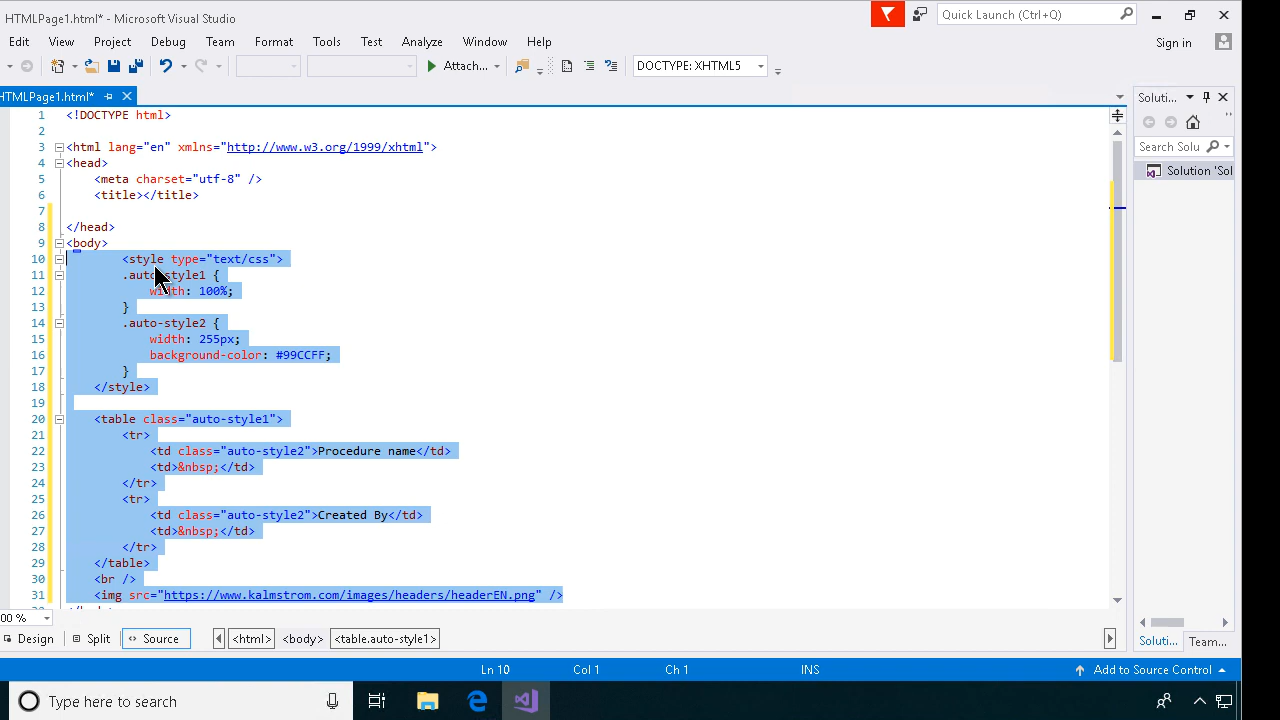 HTMLPage1.html* - Microsoft Visual Studio
Quick Launch (Ctrl+Q)
Edit View Project Debug Team Format Tools Test Analyze Window Help
Sign in
Attach...
DOCTYPE: XHTML5
HTMLPage1.html*
Soluti...
1 <!DOCTYPE html>
2
3 <html lang="en" xmlns="http://www.w3.org/1999/xhtml">
4 <head>
5 <meta charset="utf-8" />
6 <title></title>
7
8 </head>
9 <body>
10 <style type="text/css">
11 .auto-style1 {
12 width: 100%;
13 }
14 .auto-style2 {
15 width: 255px;
16 background-color: #99CCFF;
17 }
18 </style>
19
20 <table class="auto-style1">
21 <tr>
22 <td class="auto-style2">Procedure name</td>
23 <td>&nbsp;</td>
24 </tr>
25 <tr>
26 <td class="auto-style2">Created By</td>
27 <td>&nbsp;</td>
28 </tr>
29 </table>
30 <br />
31 <img src="https://www.kalmstrom.com/images/headers/headerEN.png" />
Search Solu
Solution 'Sol
00 %
Design Split Source <html> <body> <table.auto-style1>
Soluti... Team...
Ln 10 Col 1 Ch 1 INS Add to Source Control
Type here to search